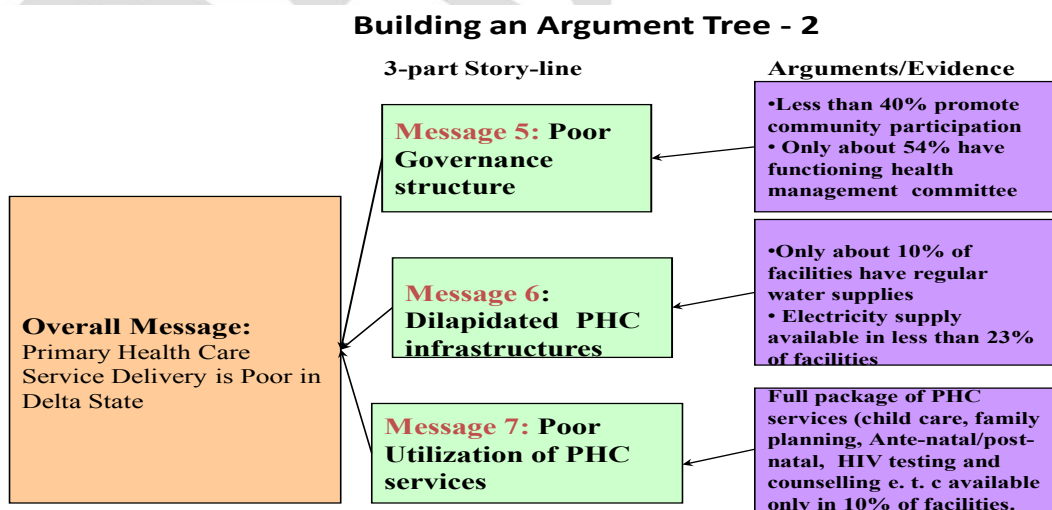 Building an Argument Tree - 2
3-part Story-line
Arguments/Evidence
Message 5: Poor
Governance
structure
•Less than 40% promote
community participation
• Only about 54% have
functioning health
management committee
Overall Message:
Primary Health Care
Service Delivery is Poor in
Delta State
Message 6:
Dilapidated PHC
infrastructures
•Only about 10% of
facilities have regular
water supplies
• Electricity supply
available in less than 23%
of facilities
Message 7: Poor
Utilization of PHC
services
Full package of PHC
services (child care, family
planning, Ante-natal/post-
natal, HIV testing and
counselling e. t. c available
only in 10% of facilities.